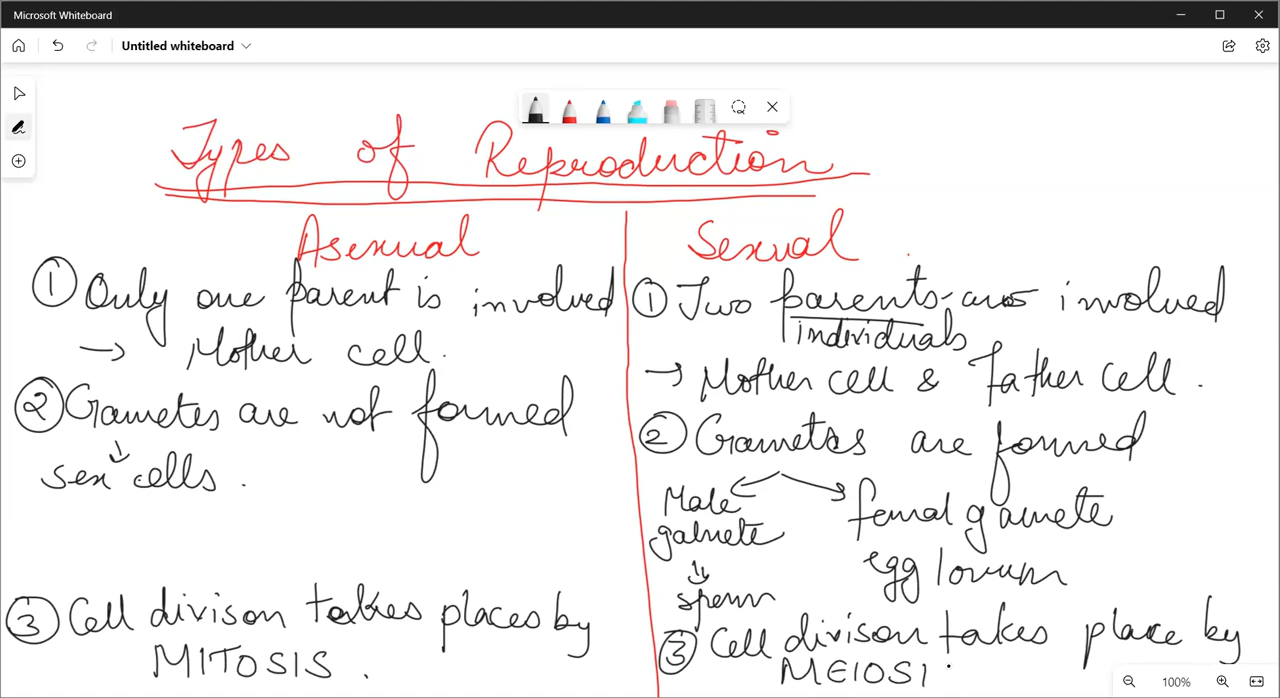 Microsoft Whiteboard
Untitled whiteboard
Types of Reproduction
Asexual
① Only one parent is involved
→ Mother cell.
② Gametes are not formed
↓
sex cells.
③ Cell divison takes places by
MITOSIS.
Sexual
① Two parents are involved
individuals
→ Mother cell & Father cell.
② Gametes are formed
Male
gamete
sperm
femal gamete
egg / ovum
③ Cell divison takes place by
MEIOSI
100%